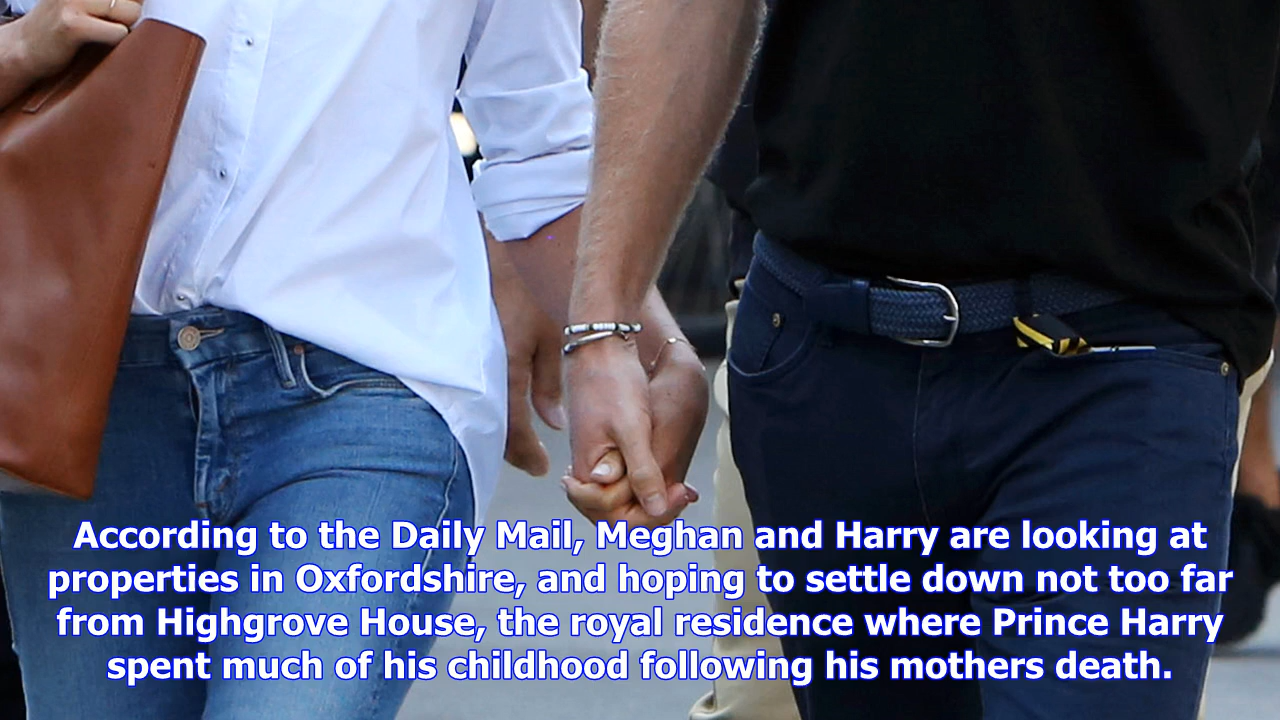 According to the Daily Mail, Meghan and Harry are looking at
properties in Oxfordshire, and hoping to settle down not too far
from Highgrove House, the royal residence where Prince Harry
spent much of his childhood following his mothers death.